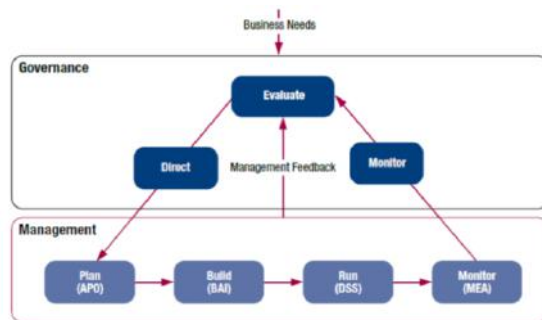 Business Needs
Governance
Evaluate
Direct
Management Feedback
Monitor
Management
Plan
(APO)
Build
(BAI)
Run
(DSS)
Monitor
(MEA)